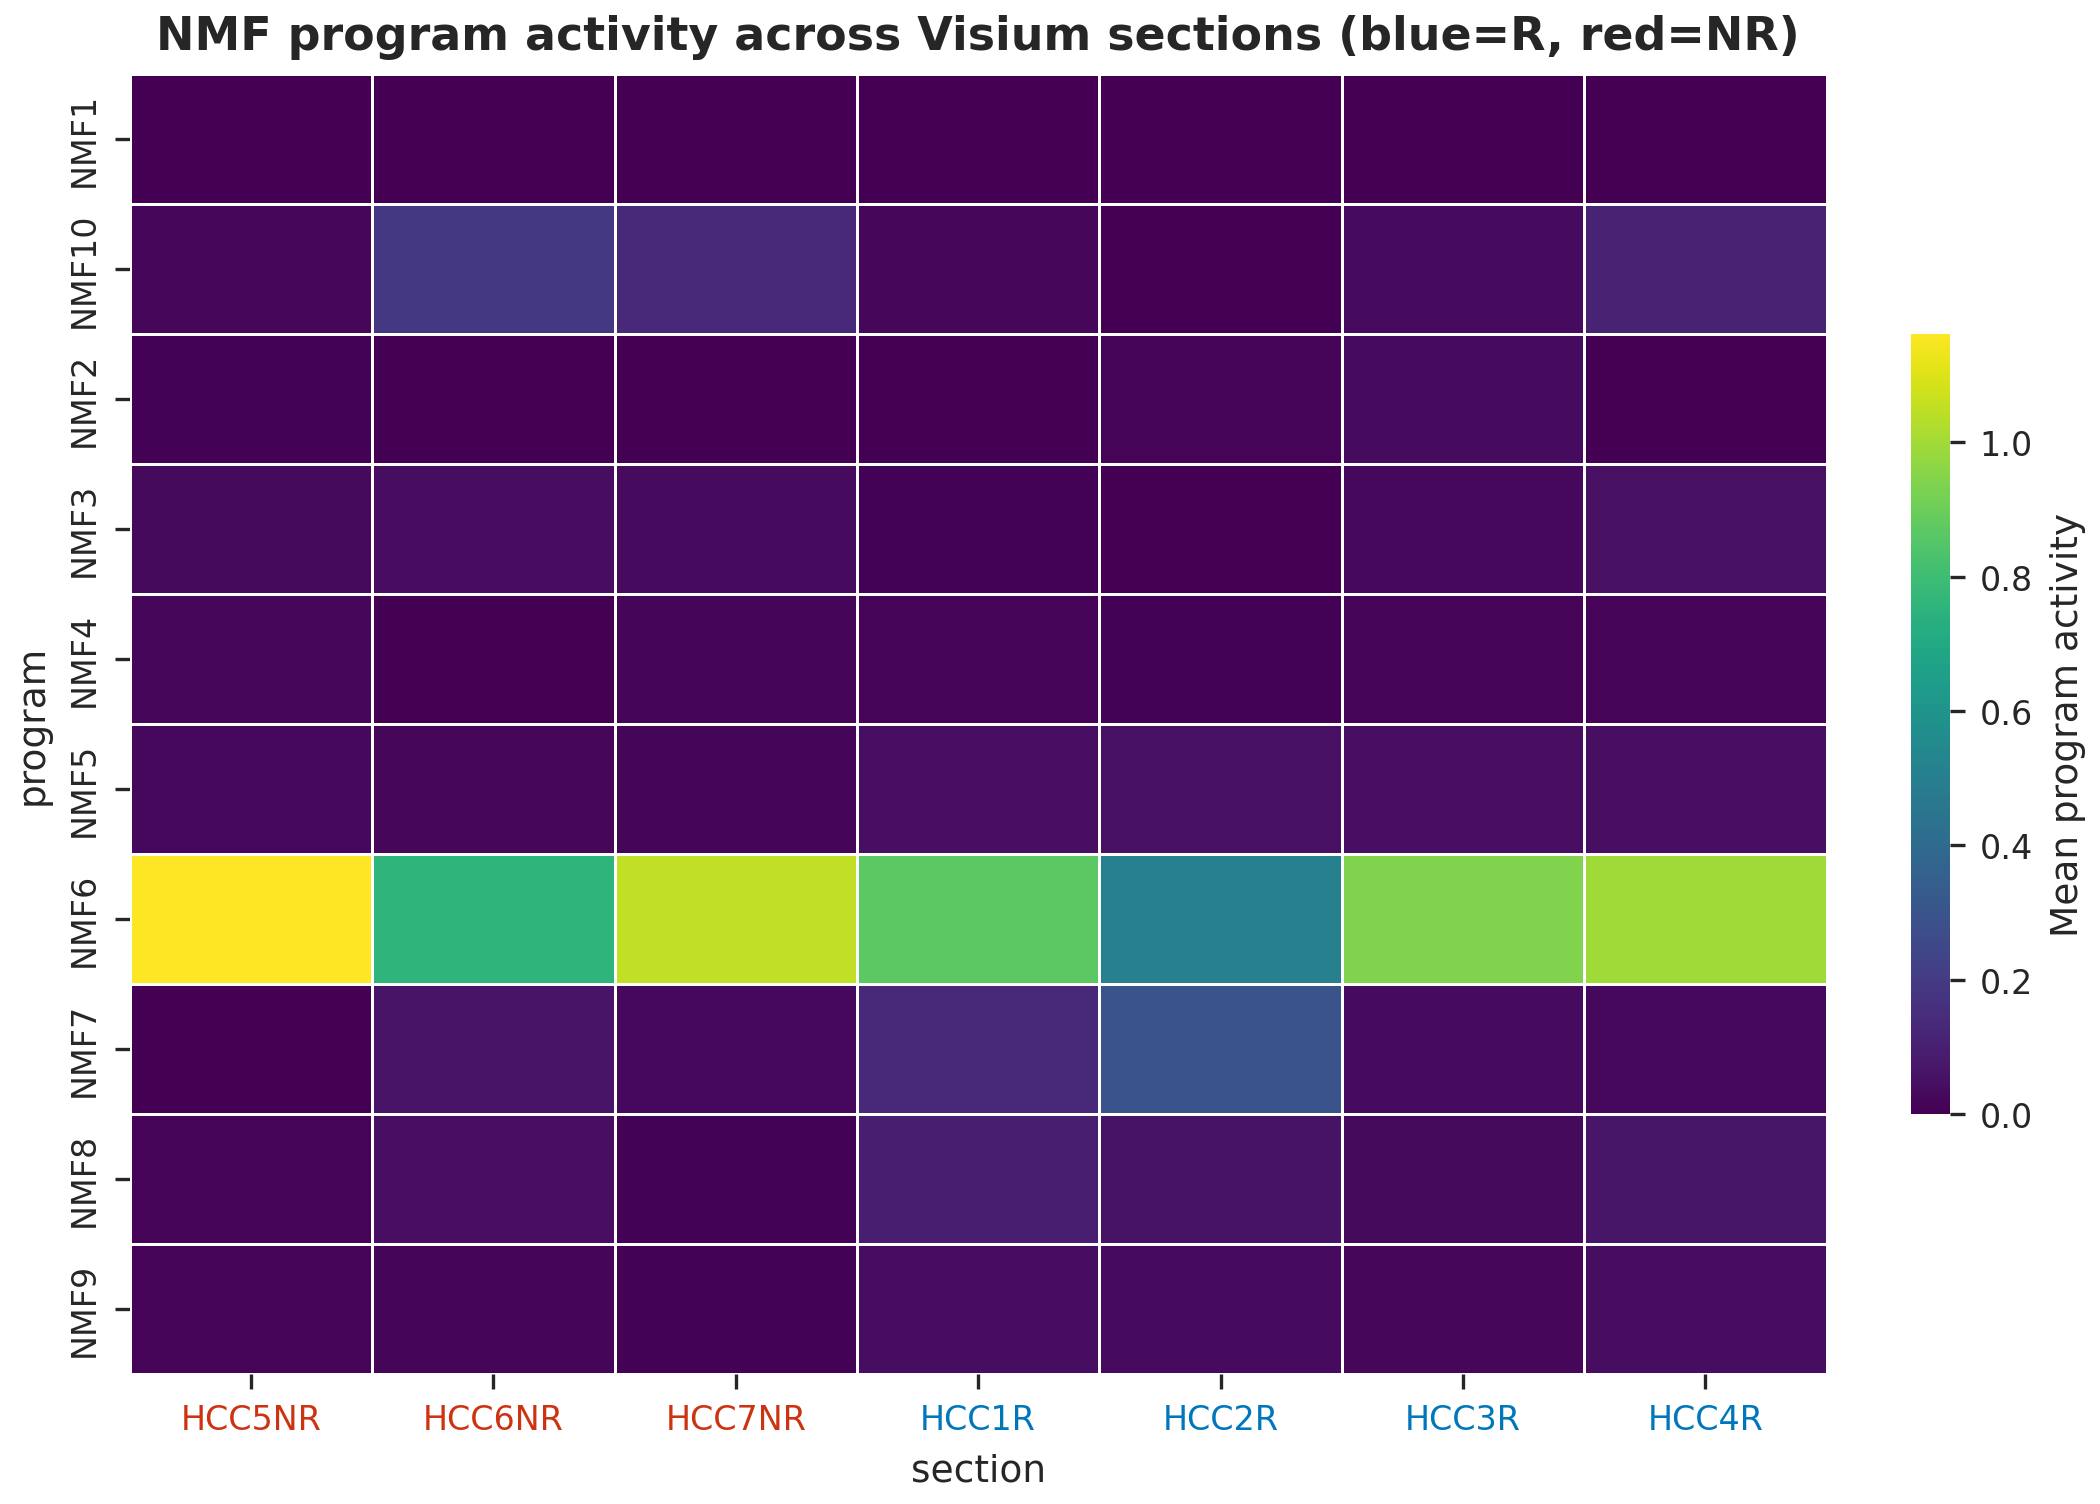 NMF program activity across Visium sections (blue=R, red=NR)
program
NMF1
NMF10
NMF2
NMF3
NMF4
NMF5
NMF6
NMF7
NMF8
NMF9
HCC5NR HCC6NR HCC7NR HCC1R HCC2R HCC3R HCC4R
section
1.0
0.8
0.6
0.4
0.2
0.0
Mean program activity